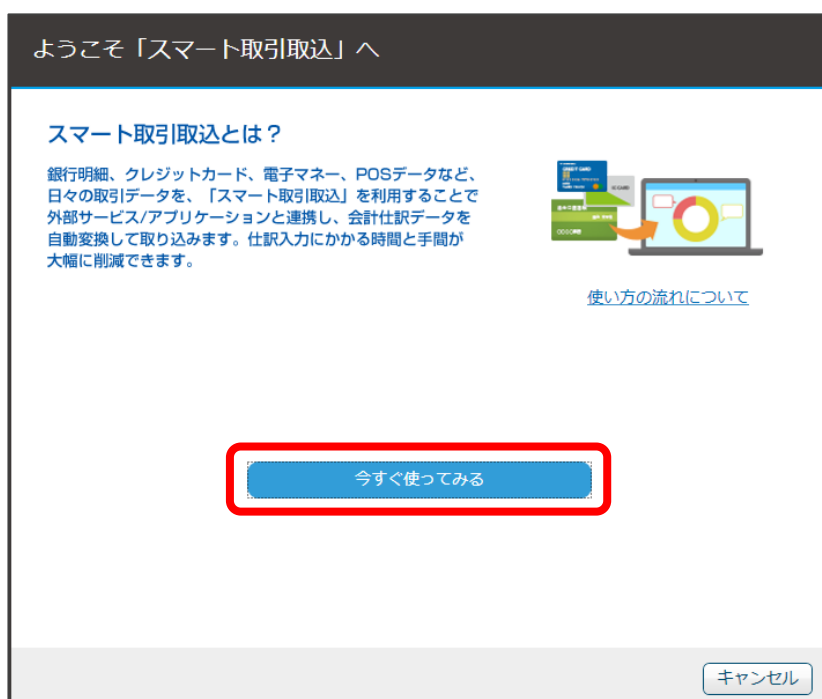 ようこそ「スマート取引取込」へ
スマート取引取込とは？
銀行明細、クレジットカード、電子マネー、POSデータなど、
日々の取引データを、「スマート取引取込」を利用することで
外部サービス/アプリケーションと連携し、会計仕訳データを
自動変換して取り込みます。仕訳入力にかかる時間と手間が
大幅に削減できます。
CREDIT CARD
IC CARD
使い方の流れについて
今すぐ使ってみる
キャンセル